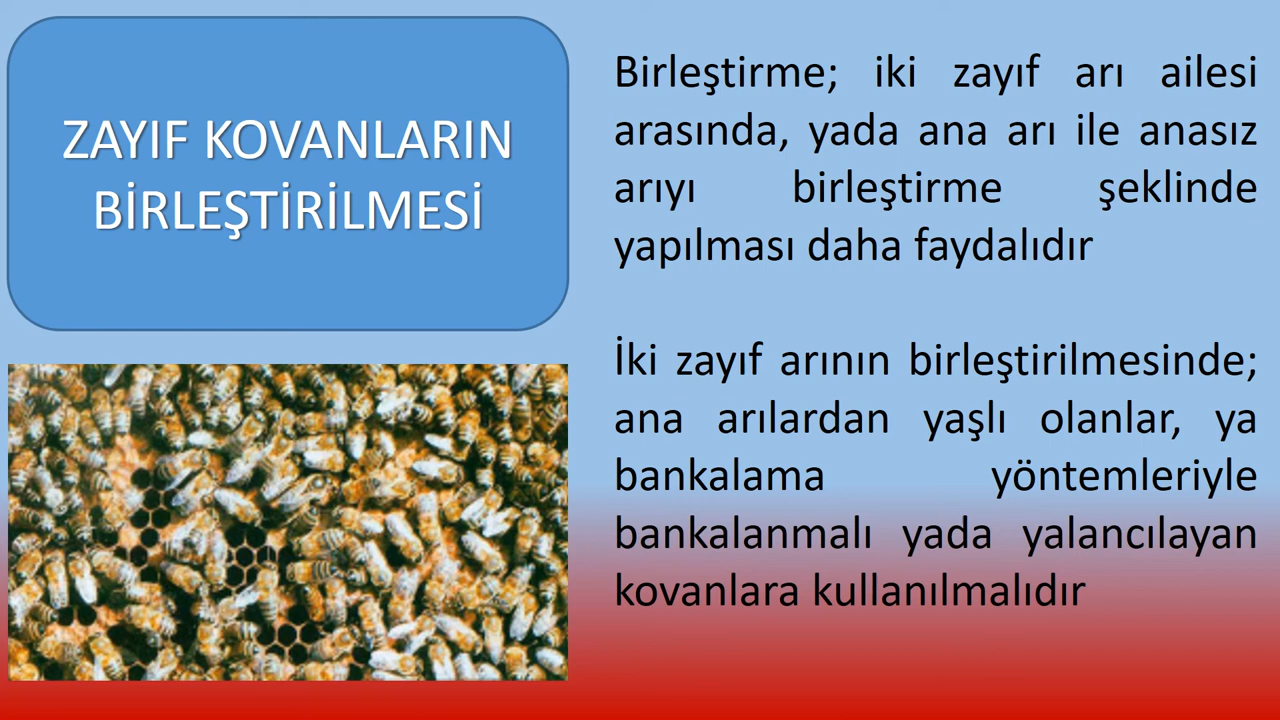 ZAYIF KOVANLARIN
BİRLEŞTİRİLMESİ
Birleştirme; iki zayıf arı ailesi
arasında, yada ana arı ile anasız
arıyı birleştirme şeklinde
yapılması daha faydalıdır
İki zayıf arının birleştirilmesinde;
ana arılardan yaşlı olanlar, ya
bankalama yöntemleriyle
bankalanmalı yada yalancılayan
kovanlara kullanılmalıdır